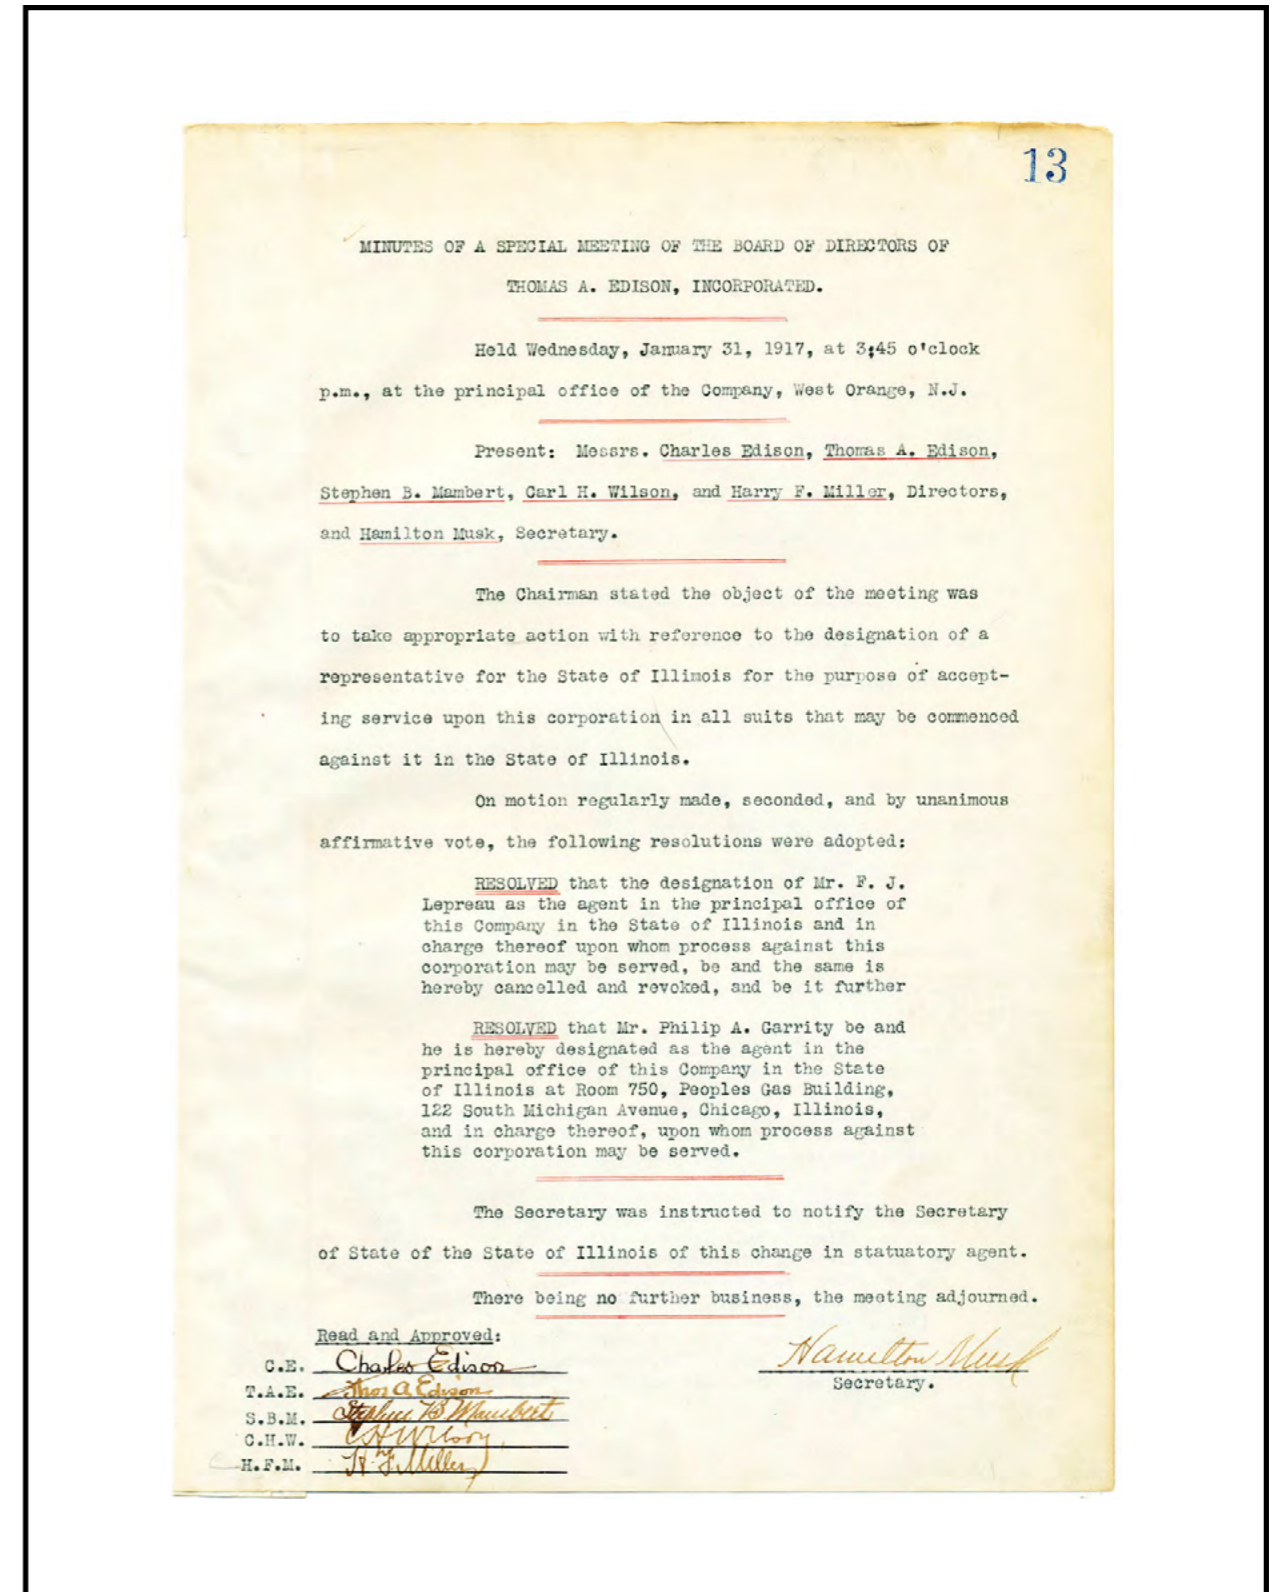 13
MINUTES OF A SPECIAL MEETING OF THE BOARD OF DIRECTORS OF
THOMAS A. EDISON, INCORPORATED.
Held Wednesday, January 31, 1917, at 3:45 o'clock
p.m., at the principal office of the Company, West Orange, N.J.
Present: Messrs. Charles Edison, Thomas A. Edison,
Stephen B. Mambert, Carl H. Wilson, and Harry F. Miller, Directors,
and Hamilton Musk, Secretary.
The Chairman stated the object of the meeting was
to take appropriate action with reference to the designation of a
representative for the State of Illinois for the purpose of accept-
ing service upon this corporation in all suits that may be commenced
against it in the State of Illinois.
On motion regularly made, seconded, and by unanimous
affirmative vote, the following resolutions were adopted:
RESOLVED that the designation of Mr. F. J.
Lepreau as the agent in the principal office of
this Company in the State of Illinois and in
charge thereof upon whom process against this
corporation may be served, be and the same is
hereby cancelled and revoked, and be it further
RESOLVED that Mr. Philip A. Garrity be and
he is hereby designated as the agent in the
principal office of this Company in the State
of Illinois at Room 750, Peoples Gas Building,
122 South Michigan Avenue, Chicago, Illinois,
and in charge thereof, upon whom process against
this corporation may be served.
The Secretary was instructed to notify the Secretary
of State of the State of Illinois of this change in statuatory agent.
There being no further business, the meeting adjourned.
Read and Approved:
C.E. Charles Edison
Hamilton Musk
Secretary.
T.A.E. Thos A Edison
S.B.M. Stephen B Mambert
C.H.W. C H Wilson
H.F.M. H. F. Miller